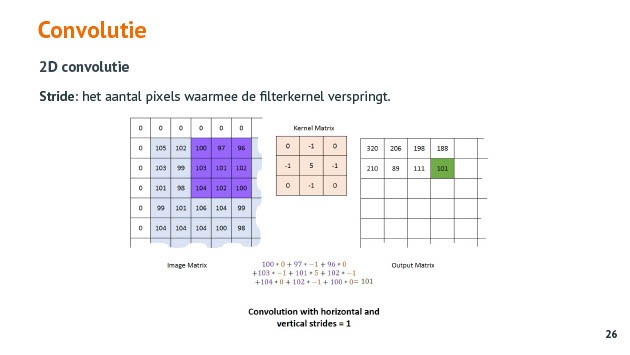 Convolutie
2D convolutie
Stride: het aantal pixels waarmee de filterkernel verspringt.
0 0 0 0 0 0
0 105 102 100 97 96
0 103 99 103 101 102
0 101 98 104 102 100
0 99 101 106 104 99
0 104 104 104 100 98
Image Matrix
Kernel Matrix
0 -1 0
-1 5 -1
0 -1 0
320 206 198 188
210 89 111 101
Output Matrix
100 * 0 + 97 * −1 + 96 * 0
+103 * −1 + 101 * 5 + 102 * −1
+104 * 0 + 102 * −1 + 100 * 0= 101
Convolution with horizontal and
vertical strides = 1
26